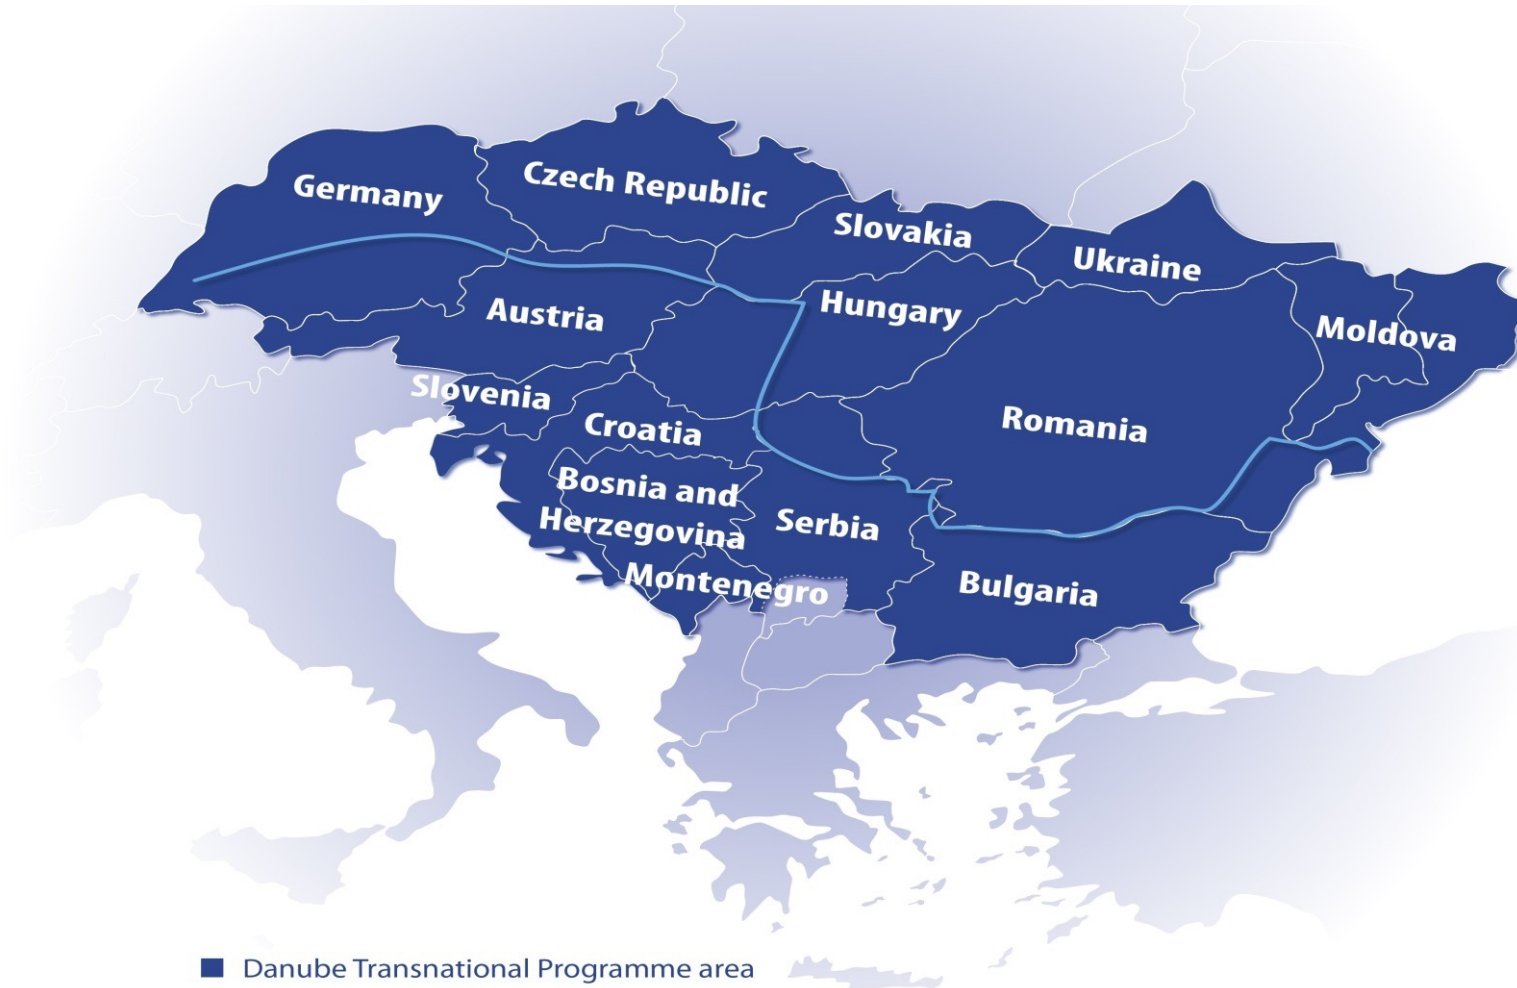 Germany
Czech Republic
Slovakia
Ukraine
Austria
Hungary
Moldova
Slovenia
Croatia
Romania
Bosnia and
Herzegovina
Serbia
Montenegro
Bulgaria
Danube Transnational Programme area